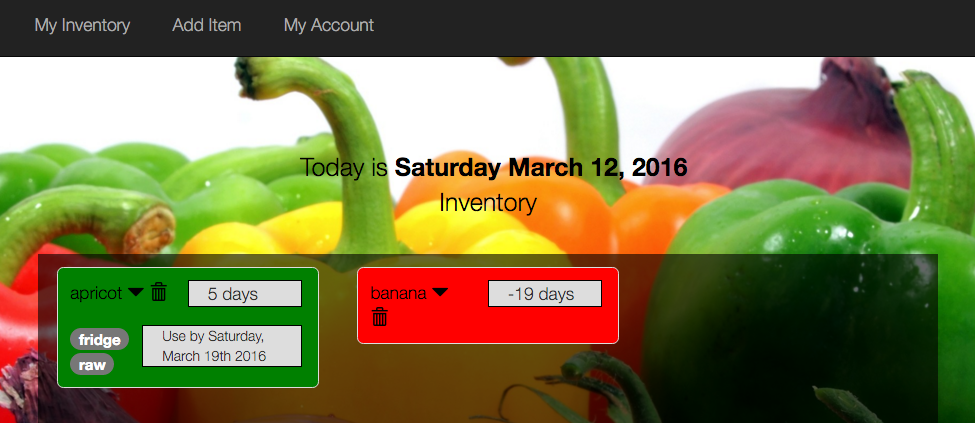 My Inventory Add Item My Account
Today is Saturday March 12, 2016
Inventory
apricot 5 days
fridge
raw
Use by Saturday,
March 19th 2016
banana -19 days